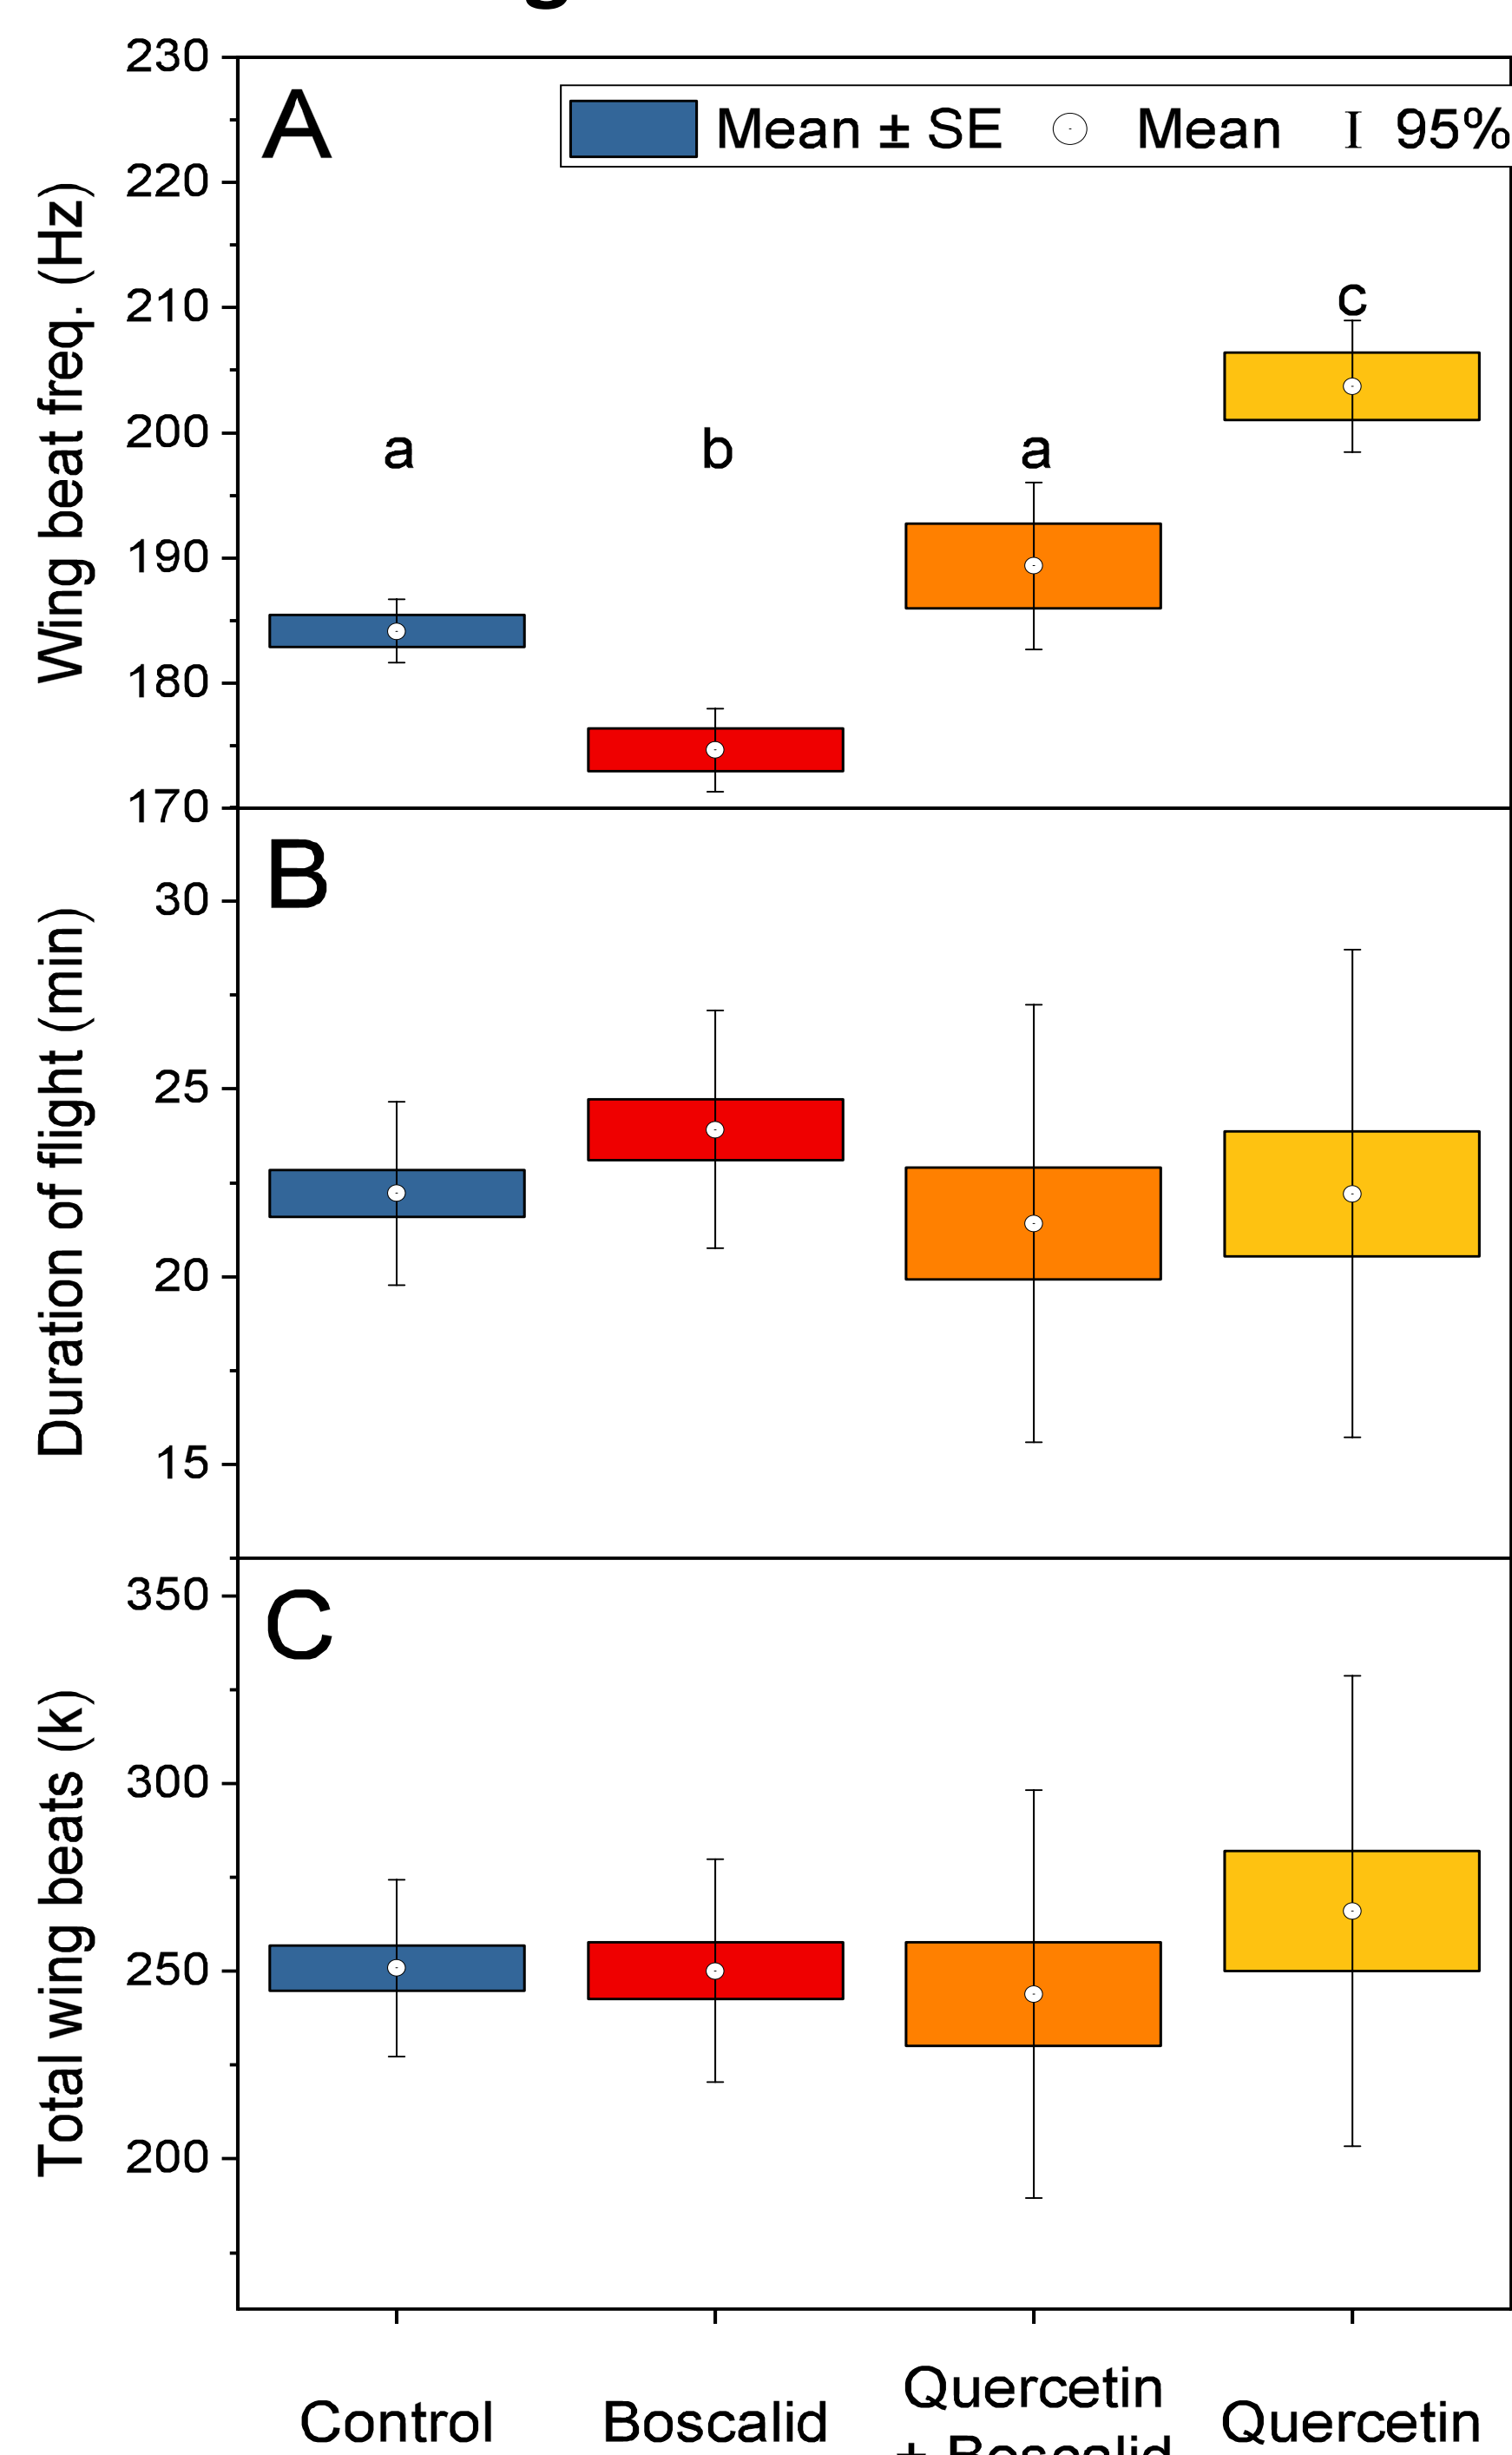 A
Mean ± SE Mean 95%
Wing beat freq. (Hz)
230
220
210
200
190
180
170
a
b
a
c
B
Duration of flight (min)
30
25
20
15
C
Total wing beats (k)
350
300
250
200
Control
Boscalid
Quercetin
+ Boscalid
Quercetin